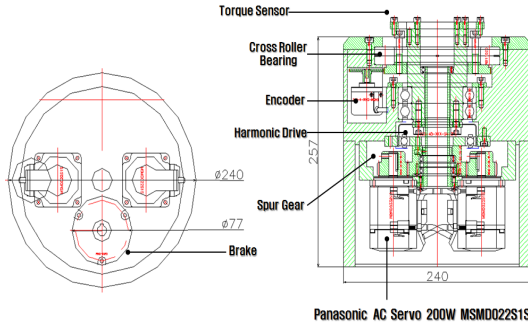 Torque Sensor
Cross Roller
Bearing
Encoder
Harmonic Drive
257
Ø240
Spur Gear
Ø77
Brake
240
Panasonic AC Servo 200W MSMD022S1S